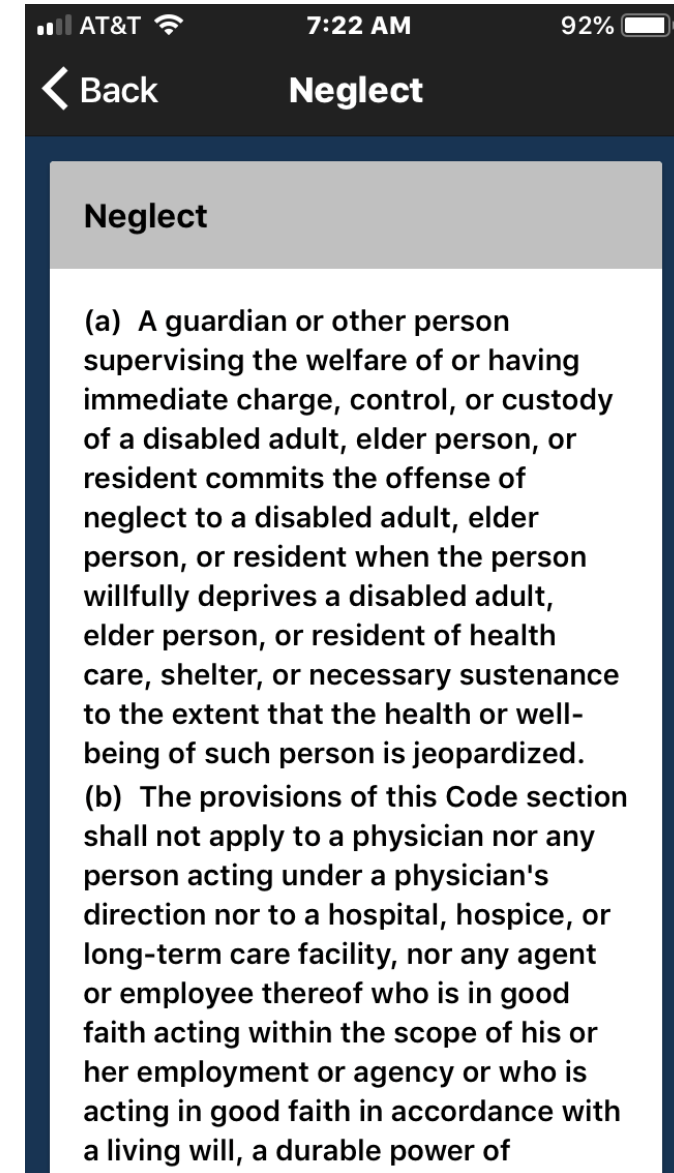 AT&T 7:22 AM 92%
Back Neglect
Neglect
(a) A guardian or other person
supervising the welfare of or having
immediate charge, control, or custody
of a disabled adult, elder person, or
resident commits the offense of
neglect to a disabled adult, elder
person, or resident when the person
willfully deprives a disabled adult,
elder person, or resident of health
care, shelter, or necessary sustenance
to the extent that the health or well-
being of such person is jeopardized.
(b) The provisions of this Code section
shall not apply to a physician nor any
person acting under a physician's
direction nor to a hospital, hospice, or
long-term care facility, nor any agent
or employee thereof who is in good
faith acting within the scope of his or
her employment or agency or who is
acting in good faith in accordance with
a living will, a durable power of